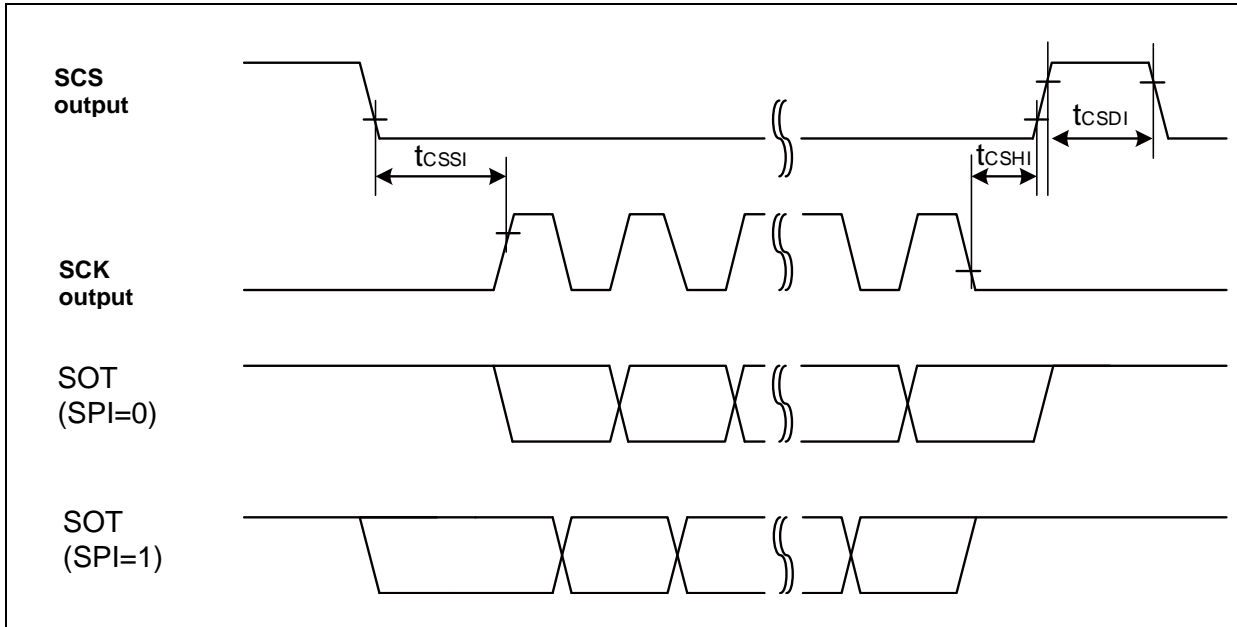 SCS
output
tCSDI
tCSSI
tCSHI
SCK
output
SOT
(SPI=0)
SOT
(SPI=1)